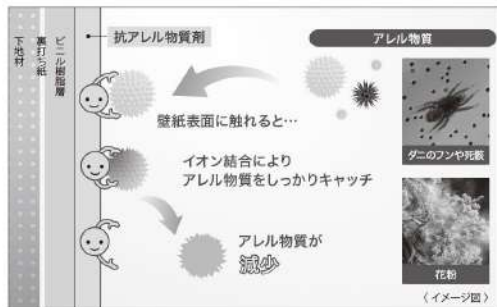 下地材
裏打ち紙
ビニル樹脂層
抗アレル物質剤
アレル物質
壁紙表面に触れると…
ダニのフンや死骸
イオン結合により
アレル物質をしっかりキャッチ
アレル物質が
減少
花粉
〈イメージ図〉